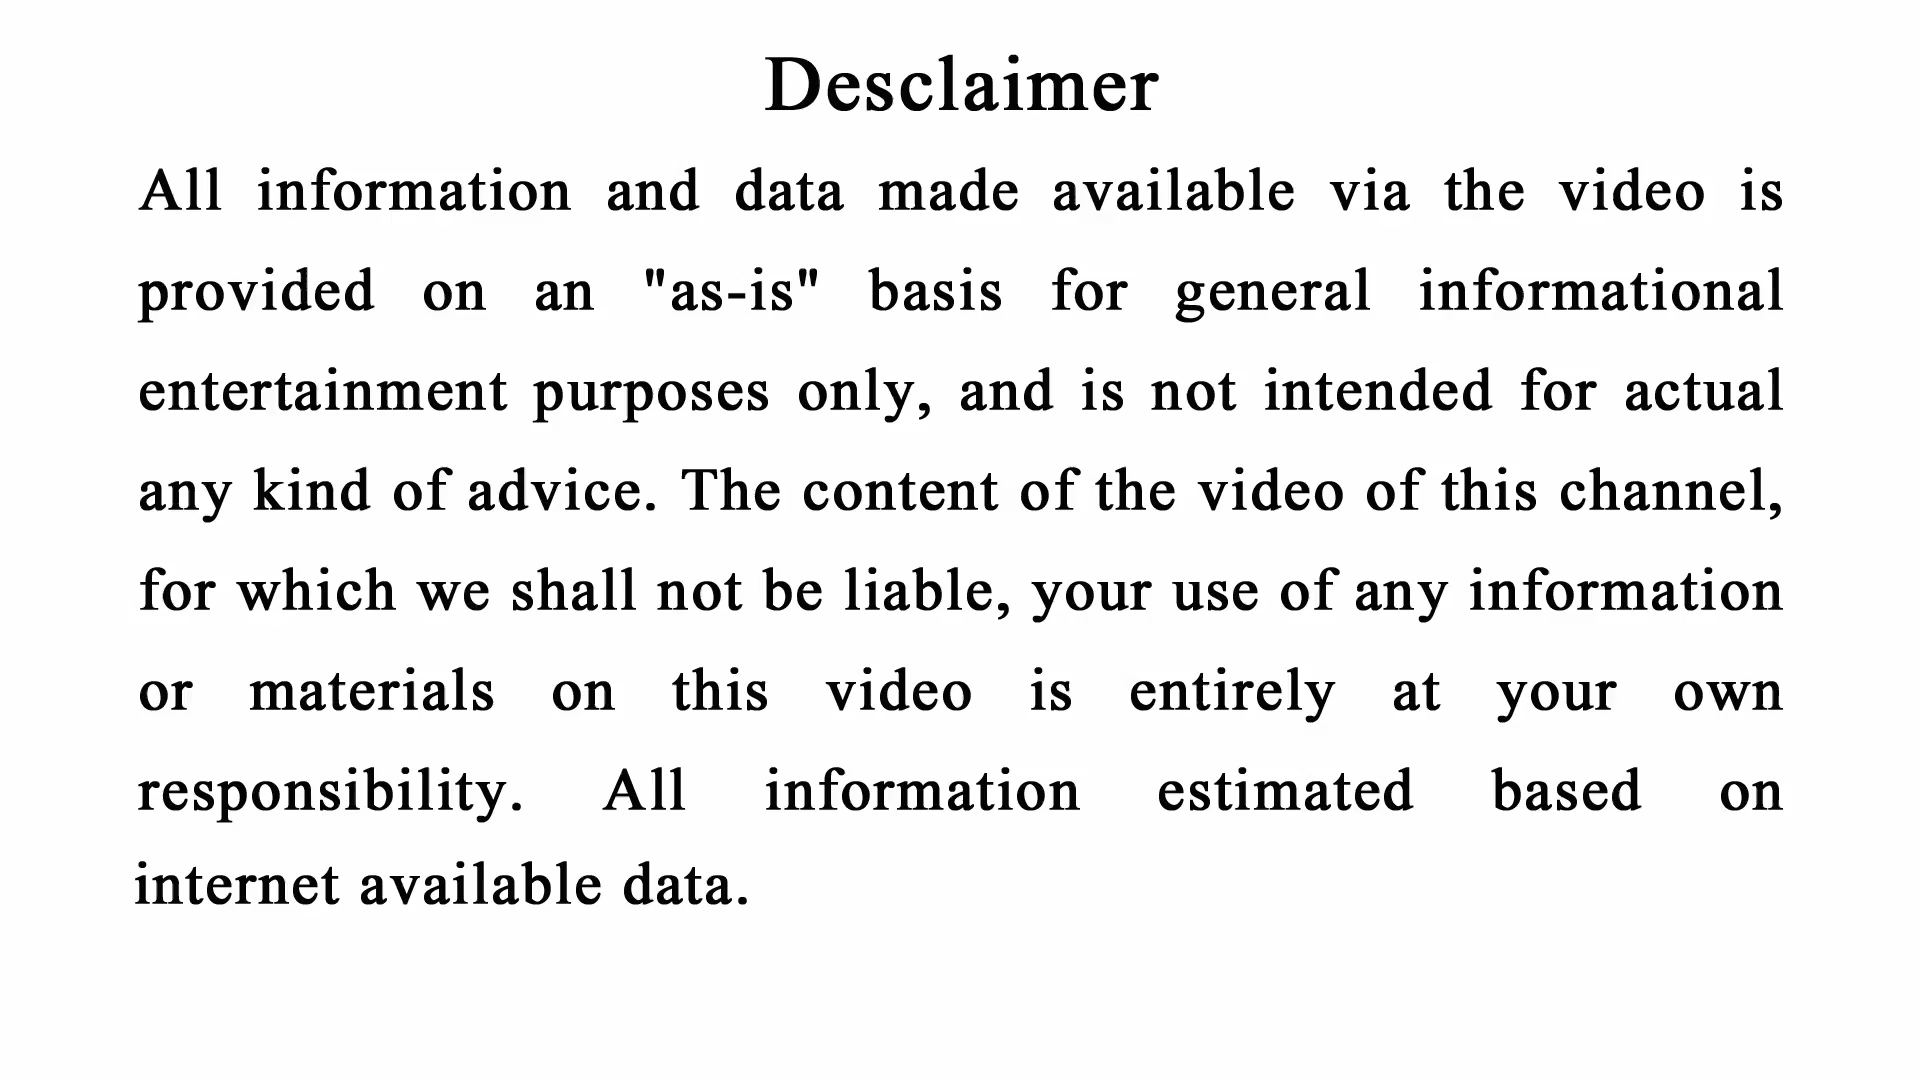 Desclaimer
All information and data made available via the video is
provided on an "as-is" basis for general informational
entertainment purposes only, and is not intended for actual
any kind of advice. The content of the video of this channel,
for which we shall not be liable, your use of any information
or materials on this video is entirely at your own
responsibility. All information estimated based on
internet available data.